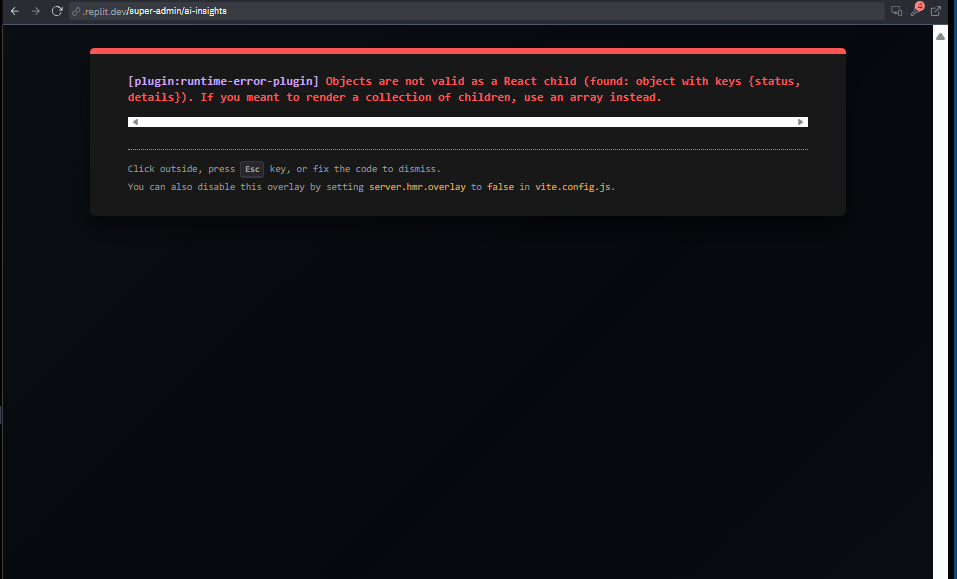 .replit.dev/super-admin/ai-insights
4
[plugin:runtime-error-plugin] Objects are not valid as a React child (found: object with keys {status,
details}). If you meant to render a collection of children, use an array instead.
Click outside, press Esc key, or fix the code to dismiss.
You can also disable this overlay by setting server.hmr.overlay to false in vite.config.js.